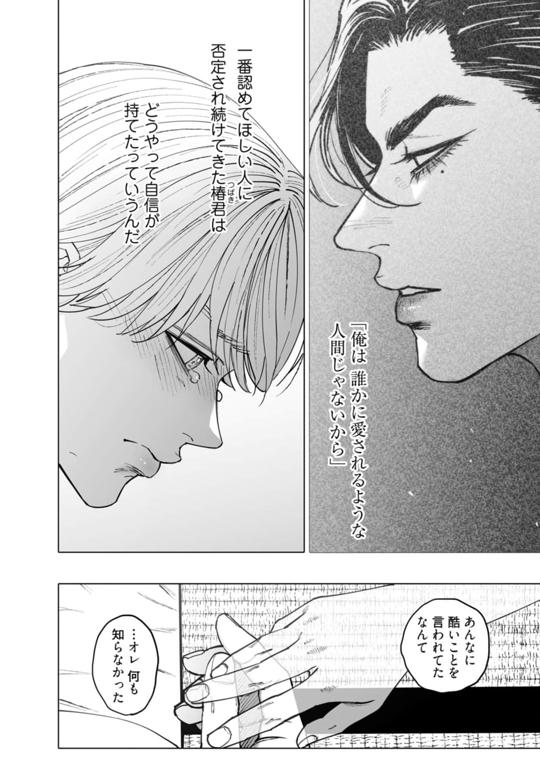 「俺は 誰かに愛されるような
人間じゃないから」
一番認めてほしい人に
否定され続けてきた椿君は
つばき
どうやって自信が
持てたっていうんだ
あんなに
酷いことを
言われてた
なんて
…オレ 何も
知らなかった